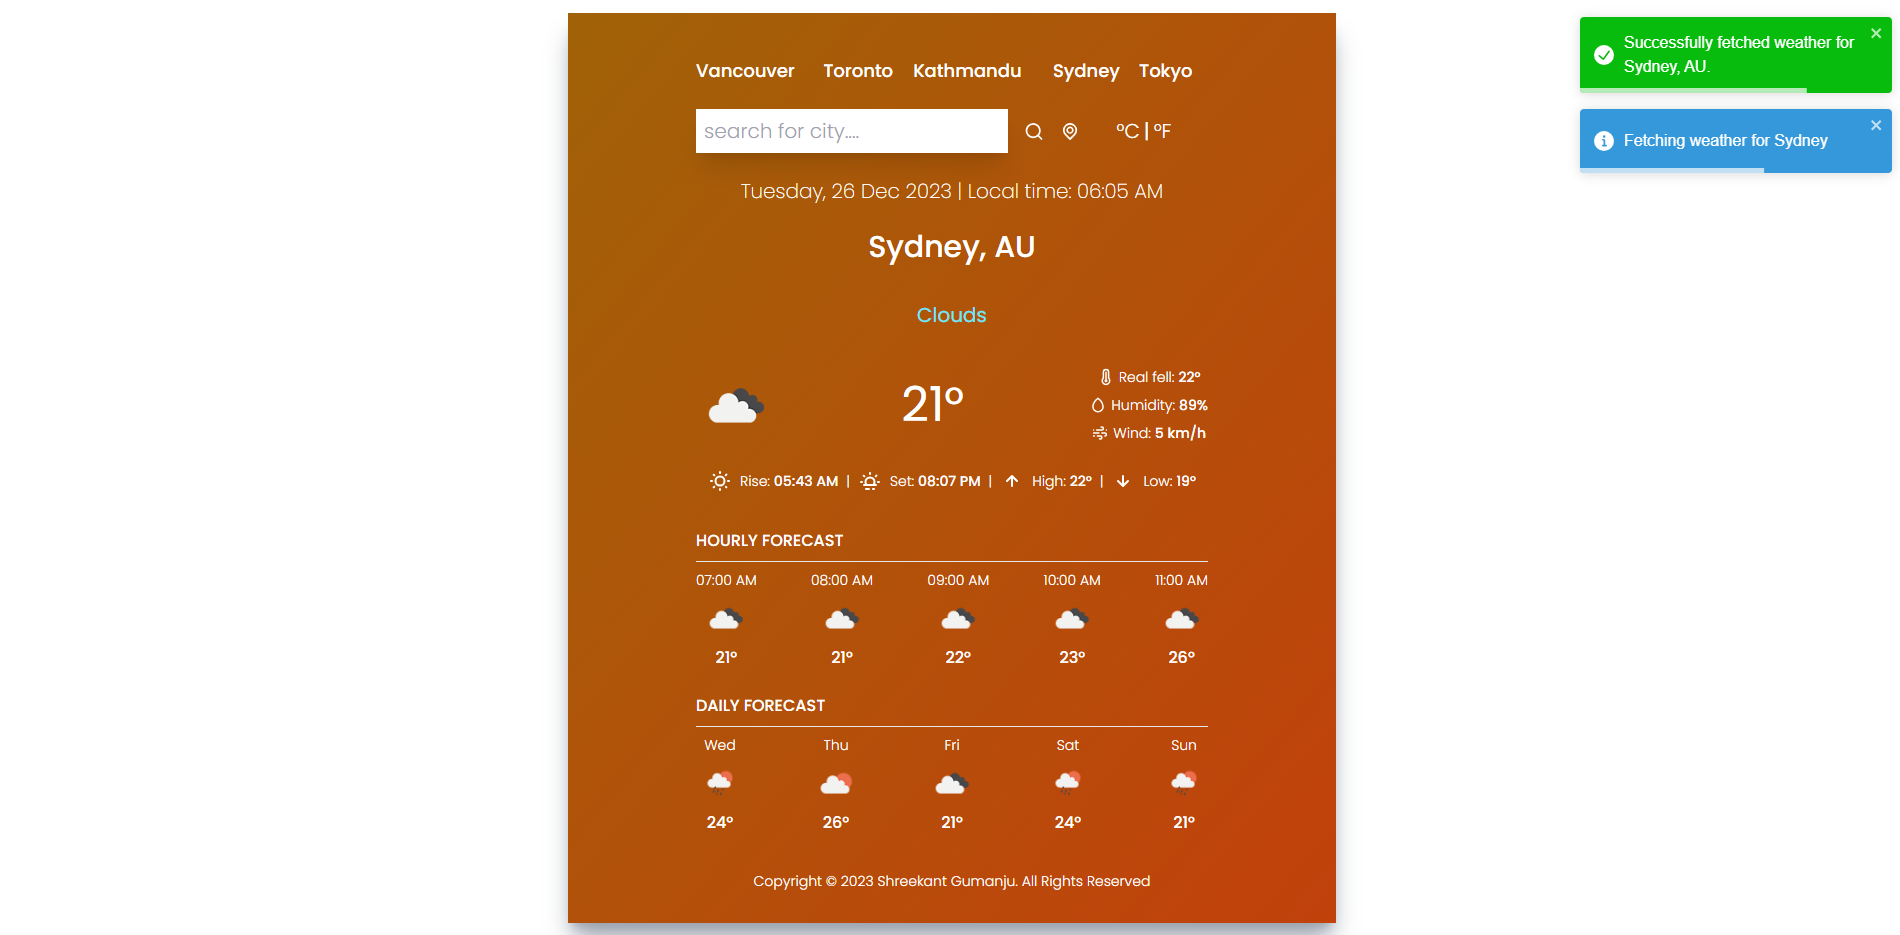 Vancouver Toronto Kathmandu Sydney Tokyo
search for city....
°C | °F
Tuesday, 26 Dec 2023 | Local time: 06:05 AM
Sydney, AU
Clouds
21°
Real fell: 22°
Humidity: 89%
Wind: 5 km/h
Rise: 05:43 AM | Set: 08:07 PM | High: 22° | Low: 19°
HOURLY FORECAST
07:00 AM 08:00 AM 09:00 AM 10:00 AM 11:00 AM
21° 21° 22° 23° 26°
DAILY FORECAST
Wed Thu Fri Sat Sun
24° 26° 21° 24° 21°
Copyright © 2023 Shreekant Gumanju. All Rights Reserved
Successfully fetched weather for
Sydney, AU.
Fetching weather for Sydney